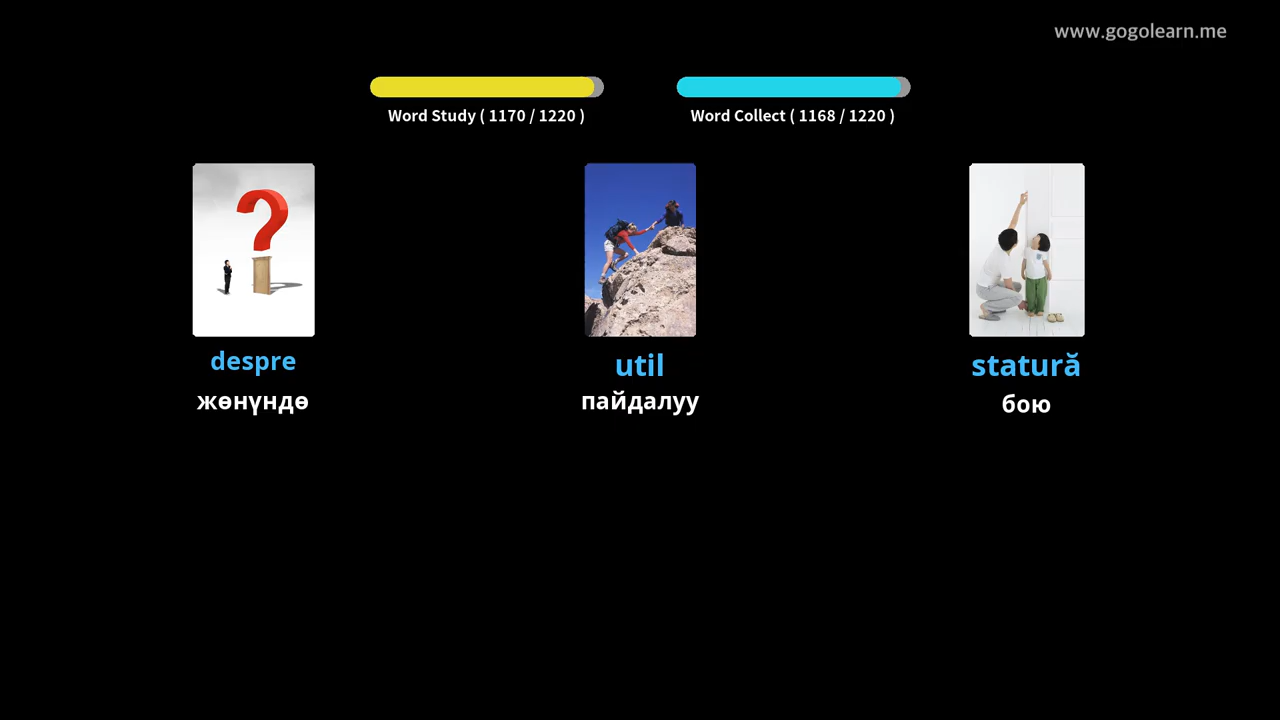 www.gogolearn.me
Word Study ( 1170 / 1220 )
Word Collect ( 1168 / 1220 )
despre
util
statură
жөнүндө
пайдалуу
бою